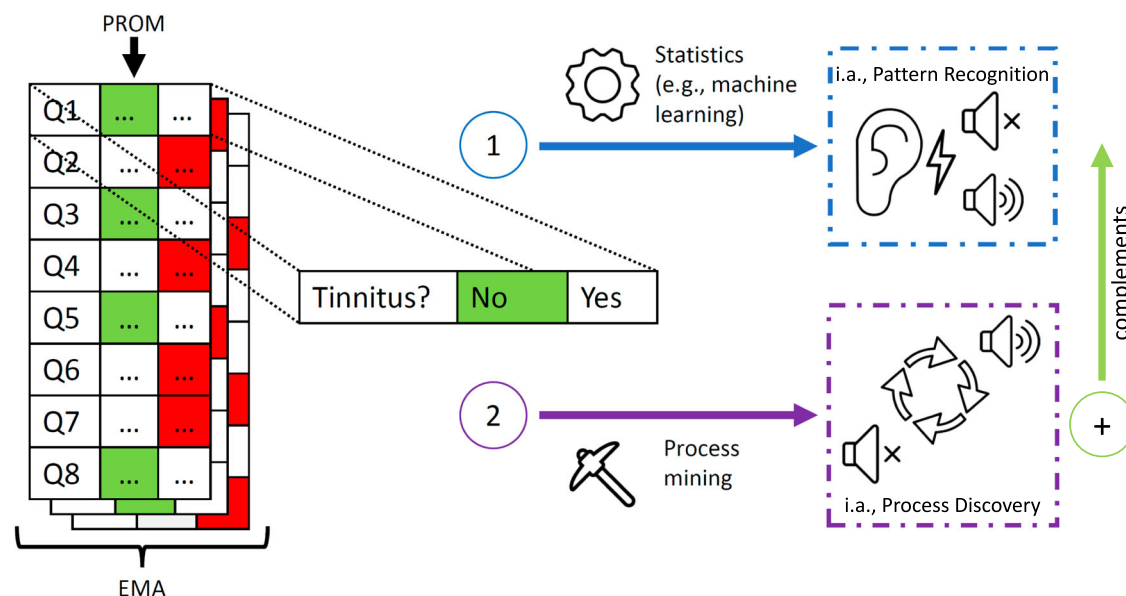 PROM
Q1 ... ...
Q2 ... ...
Q3 ... ...
Q4 ... ...
Q5 ... ...
Q6 ... ...
Q7 ... ...
Q8 ... ...
EMA
Tinnitus? No Yes
1
Statistics
(e.g., machine
learning)
i.a., Pattern Recognition
2
Process
mining
i.a., Process Discovery
complements
+